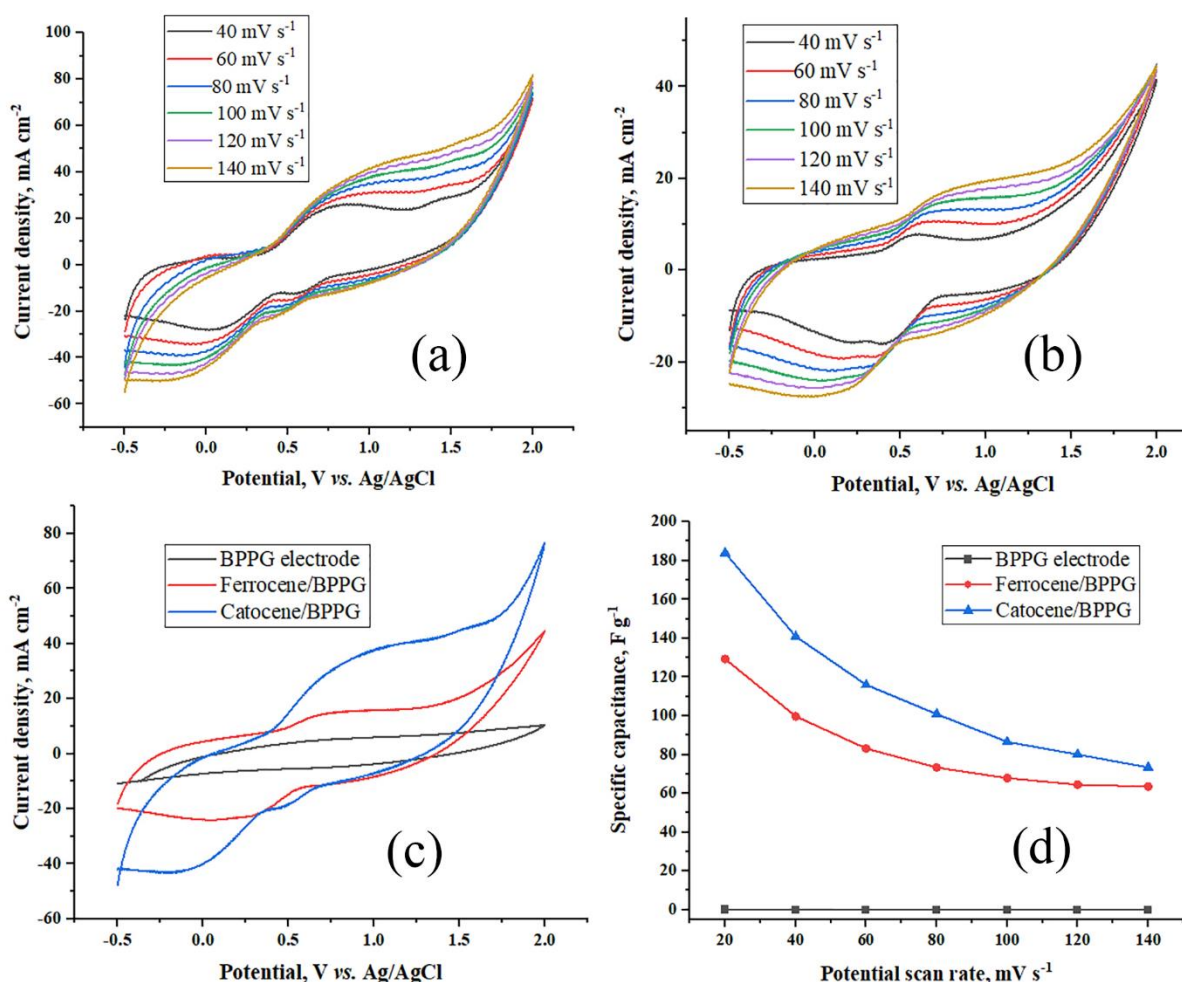 100
80
60
40
20
0
-20
-40
-60
Current density, mA cm⁻²
-0.5 0.0 0.5 1.0 1.5 2.0
Potential, V vs. Ag/AgCl
40 mV s⁻¹
60 mV s⁻¹
80 mV s⁻¹
100 mV s⁻¹
120 mV s⁻¹
140 mV s⁻¹
(a)
40
20
0
-20
Current density, mA cm⁻²
-0.5 0.0 0.5 1.0 1.5 2.0
Potential, V vs. Ag/AgCl
40 mV s⁻¹
60 mV s⁻¹
80 mV s⁻¹
100 mV s⁻¹
120 mV s⁻¹
140 mV s⁻¹
(b)
80
60
40
20
0
-20
-40
-60
Current density, mA cm⁻²
-0.5 0.0 0.5 1.0 1.5 2.0
Potential, V vs. Ag/AgCl
BPPG electrode
Ferrocene/BPPG
Catocene/BPPG
(c)
200
180
160
140
120
100
80
60
40
20
0
Specific capacitance, F g⁻¹
20 40 60 80 100 120 140
Potential scan rate, mV s⁻¹
BPPG electrode
Ferrocene/BPPG
Catocene/BPPG
(d)